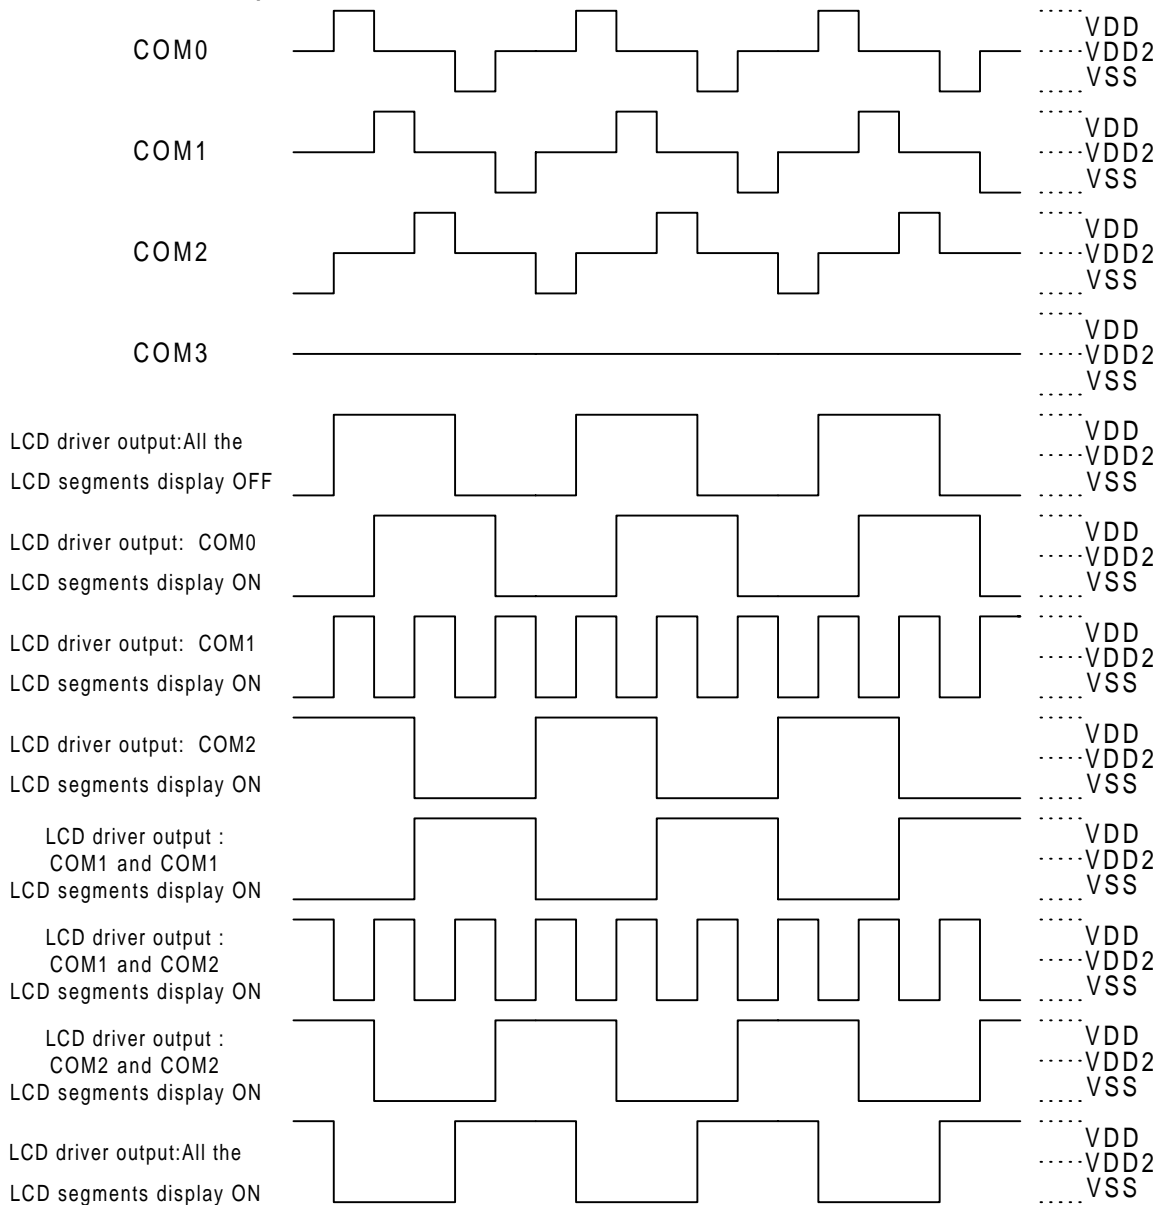 COM0
VDD
VDD2
VSS
COM1
VDD
VDD2
VSS
COM2
VDD
VDD2
VSS
COM3
VDD
VDD2
VSS
LCD driver output:All the
LCD segments display OFF
VDD
VDD2
VSS
LCD driver output: COM0
LCD segments display ON
VDD
VDD2
VSS
LCD driver output: COM1
LCD segments display ON
VDD
VDD2
VSS
LCD driver output: COM2
LCD segments display ON
VDD
VDD2
VSS
LCD driver output :
COM1 and COM1
LCD segments display ON
VDD
VDD2
VSS
LCD driver output :
COM1 and COM2
LCD segments display ON
VDD
VDD2
VSS
LCD driver output :
COM2 and COM2
LCD segments display ON
VDD
VDD2
VSS
LCD driver output:All the
LCD segments display ON
VDD
VDD2
VSS